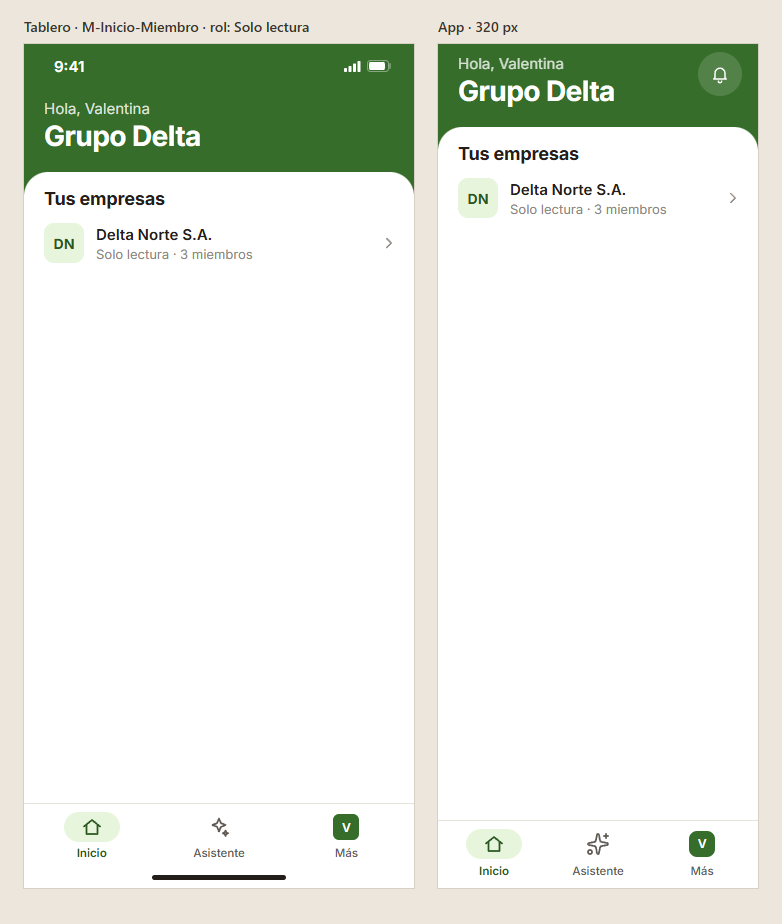 Tablero · M-Inicio-Miembro · rol: Solo lectura
9:41
Hola, Valentina
Grupo Delta
Tus empresas
DN
Delta Norte S.A.
Solo lectura · 3 miembros
Inicio
Asistente
V
Más
App · 320 px
Hola, Valentina
Grupo Delta
Tus empresas
DN
Delta Norte S.A.
Solo lectura · 3 miembros
Inicio
Asistente
V
Más